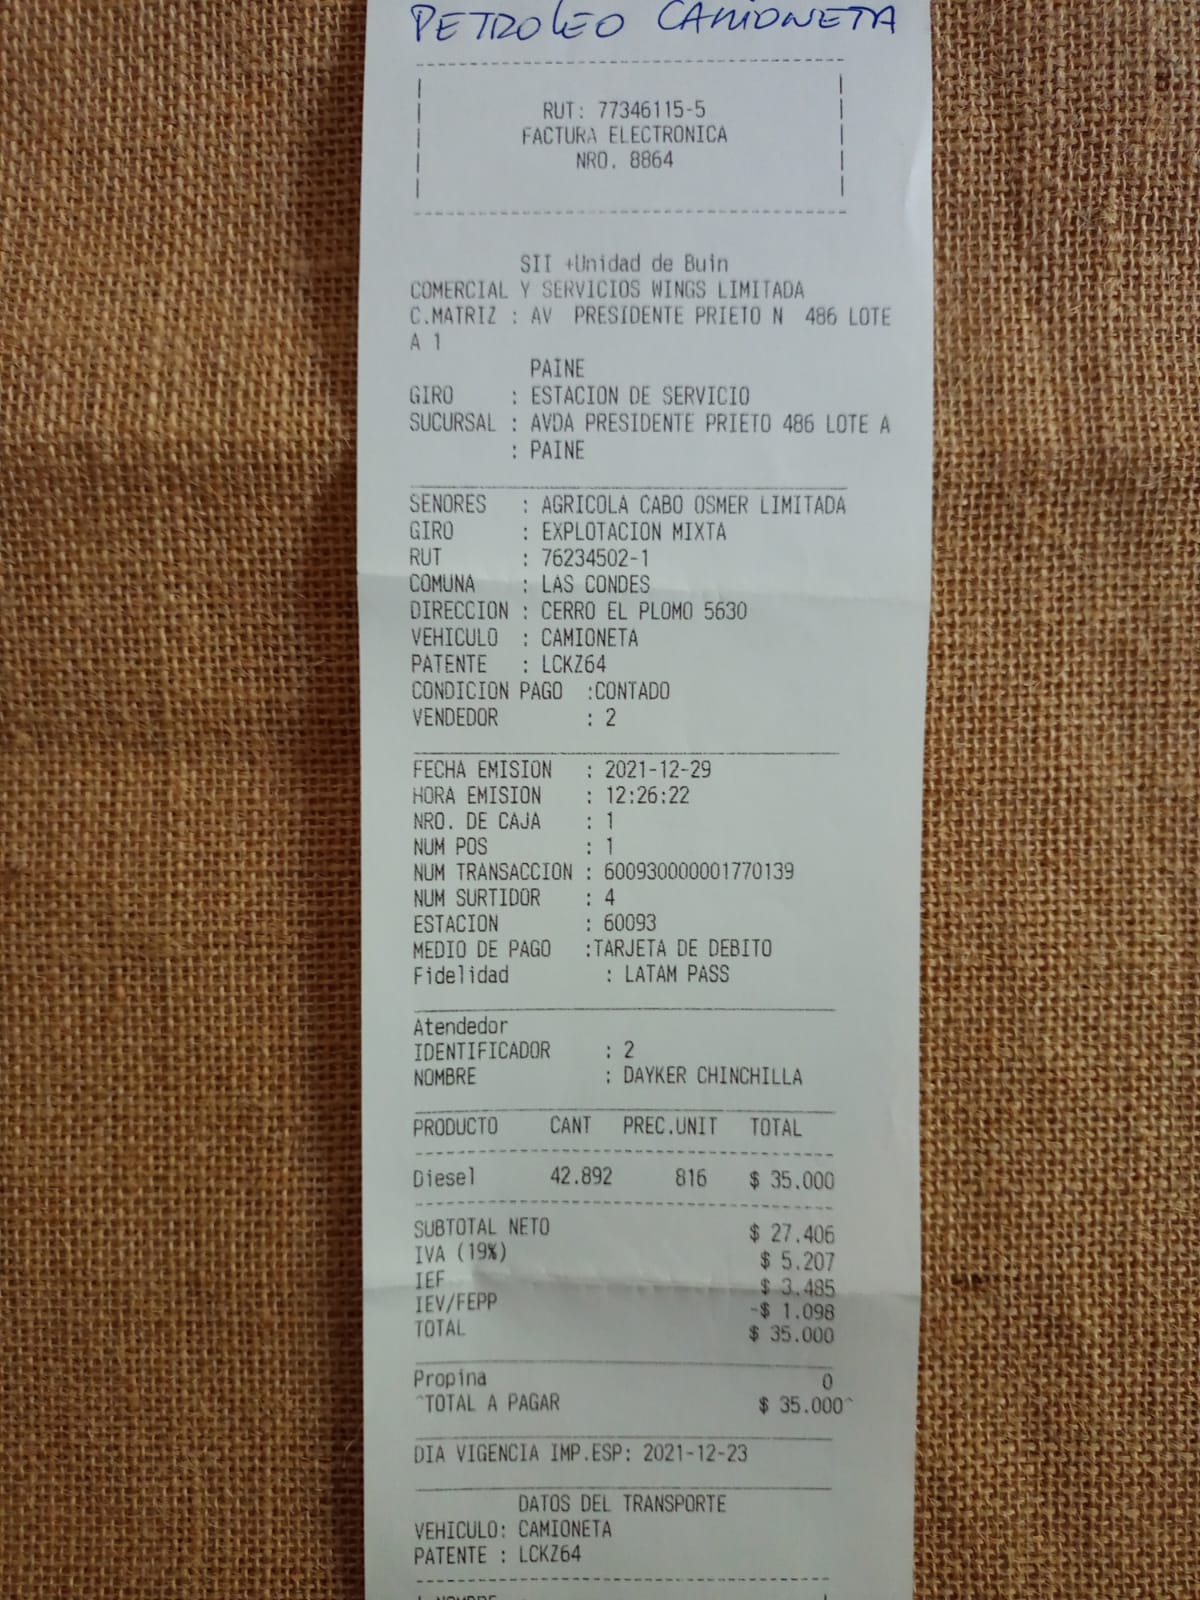 PETROLEO CAMIONETA
RUT: 77346115-5
FACTURA ELECTRONICA
NRO. 8864
SII +Unidad de Buin
COMERCIAL Y SERVICIOS WINGS LIMITADA
C.MATRIZ : AV PRESIDENTE PRIETO N 486 LOTE
A 1
PAINE
GIRO : ESTACION DE SERVICIO
SUCURSAL : AVDA PRESIDENTE PRIETO 486 LOTE A
: PAINE
SENORES : AGRICOLA CABO OSMER LIMITADA
GIRO : EXPLOTACION MIXTA
RUT : 76234502-1
COMUNA : LAS CONDES
DIRECCION : CERRO EL PLOMO 5630
VEHICULO : CAMIONETA
PATENTE : LCKZ64
CONDICION PAGO :CONTADO
VENDEDOR : 2
FECHA EMISION : 2021-12-29
HORA EMISION : 12:26:22
NRO. DE CAJA : 1
NUM POS : 1
NUM TRANSACCION : 600930000001770139
NUM SURTIDOR : 4
ESTACION : 60093
MEDIO DE PAGO :TARJETA DE DEBITO
Fidelidad : LATAM PASS
Atendedor
IDENTIFICADOR : 2
NOMBRE : DAYKER CHINCHILLA
PRODUCTO CANT PREC.UNIT TOTAL
Diesel 42.892 816 $ 35.000
SUBTOTAL NETO $ 27.406
IVA (19%) $ 5.207
IEF $ 3.485
IEV/FEPP -$ 1.098
TOTAL $ 35.000
Propina 0
^TOTAL A PAGAR $ 35.000^
DIA VIGENCIA IMP.ESP: 2021-12-23
DATOS DEL TRANSPORTE
VEHICULO: CAMIONETA
PATENTE : LCKZ64
NOMBRE :